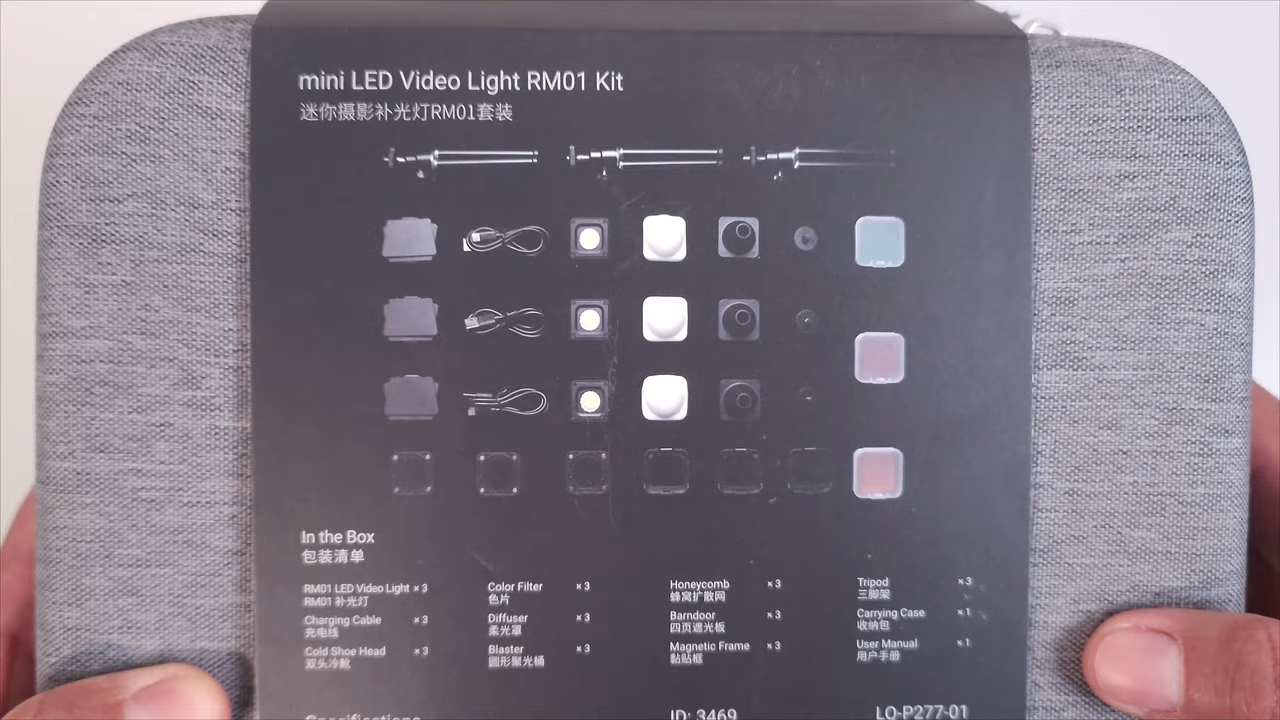 mini LED Video Light RM01 Kit
迷你摄影补光灯RM01套装
In the Box
包装清单
RM01 LED Video Light × 3
RM01 补光灯
Charging Cable × 3
充电线
Cold Shoe Head × 3
双头冷靴
Color Filter × 3
色片
Diffuser × 3
柔光罩
Blaster × 3
圆形聚光桶
Honeycomb × 3
蜂窝扩散网
Barndoor × 3
四页遮光板
Magnetic Frame × 3
黏贴框
Tripod × 3
三脚架
Carrying Case × 1
收纳包
User Manual × 1
用户手册
Specifications
ID: 3469
LQ-P277-01